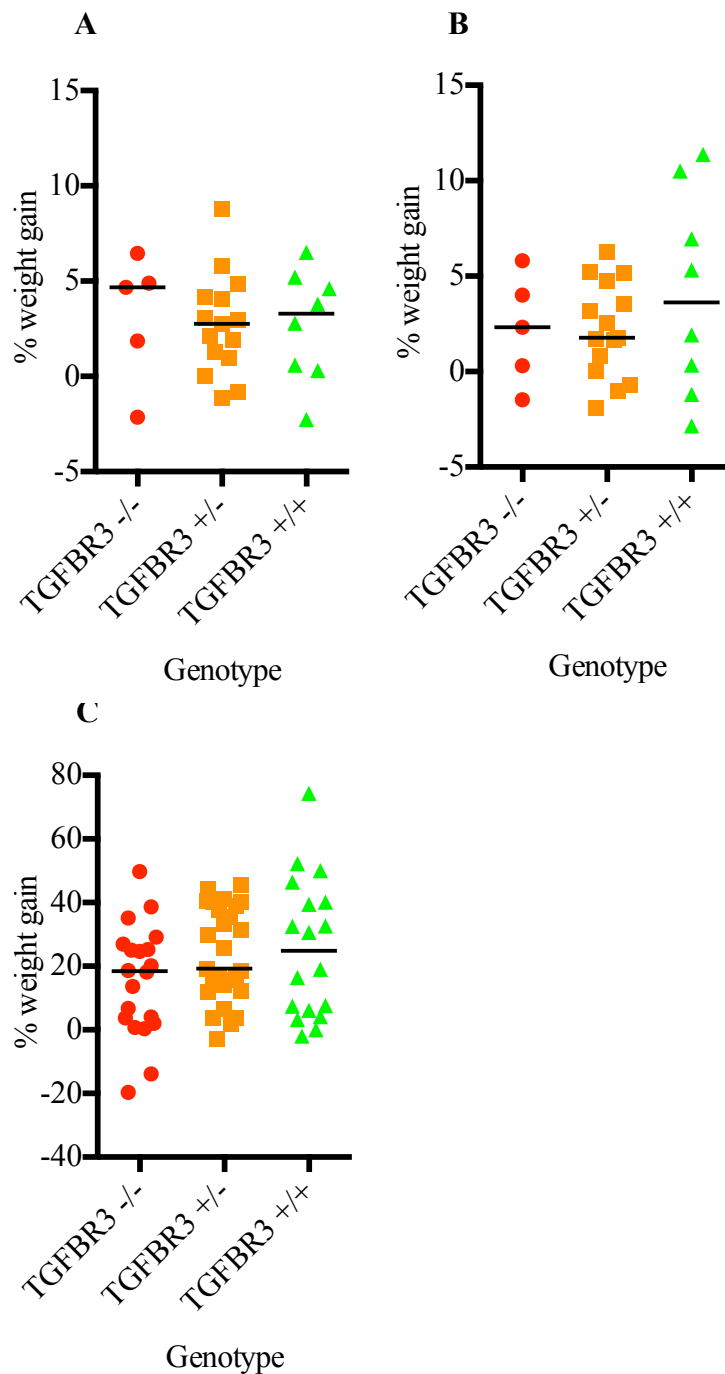 A
% weight gain
15
10
5
0
-5
TGFBR3 -/-
TGFBR3 +/-
TGFBR3 +/+
Genotype
B
% weight gain
15
10
5
0
-5
TGFBR3 -/-
TGFBR3 +/-
TGFBR3 +/+
Genotype
C
% weight gain
80
60
40
20
0
-20
-40
TGFBR3 -/-
TGFBR3 +/-
TGFBR3 +/+
Genotype